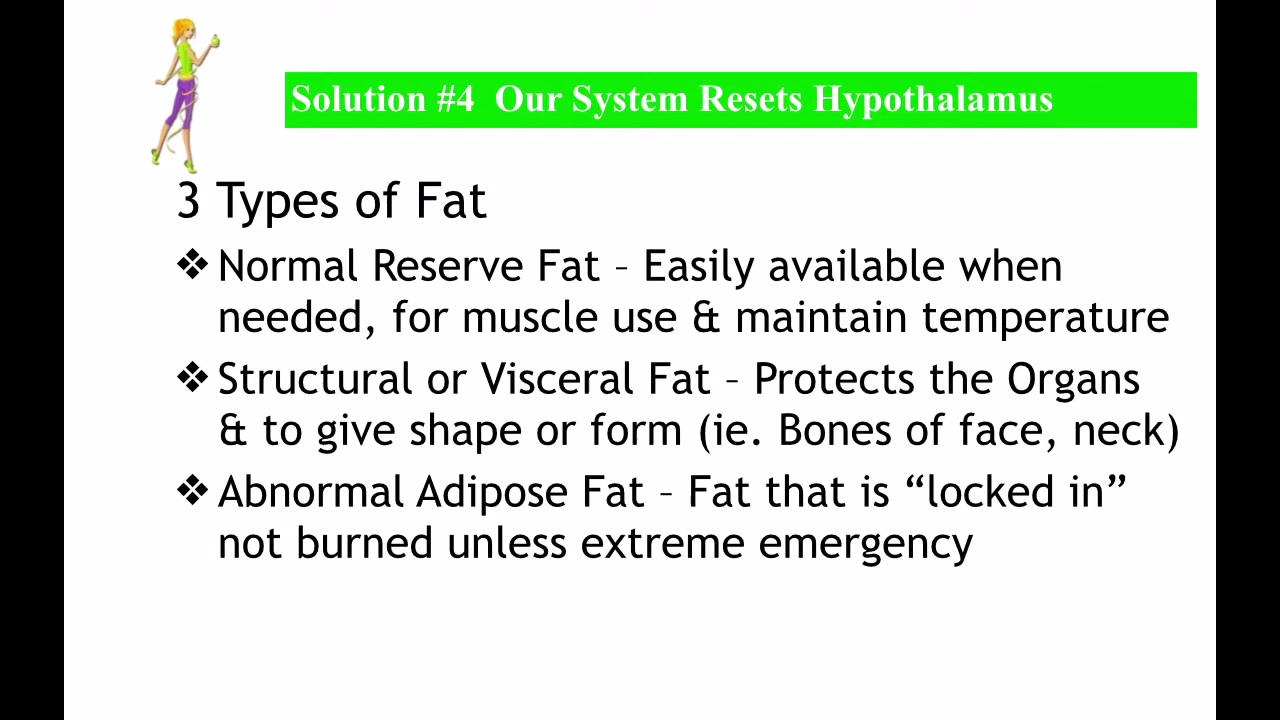 Solution #4  Our System Resets Hypothalamus
3 Types of Fat
❖ Normal Reserve Fat – Easily available when
needed, for muscle use & maintain temperature
❖ Structural or Visceral Fat – Protects the Organs
& to give shape or form (ie. Bones of face, neck)
❖ Abnormal Adipose Fat – Fat that is “locked in”
not burned unless extreme emergency